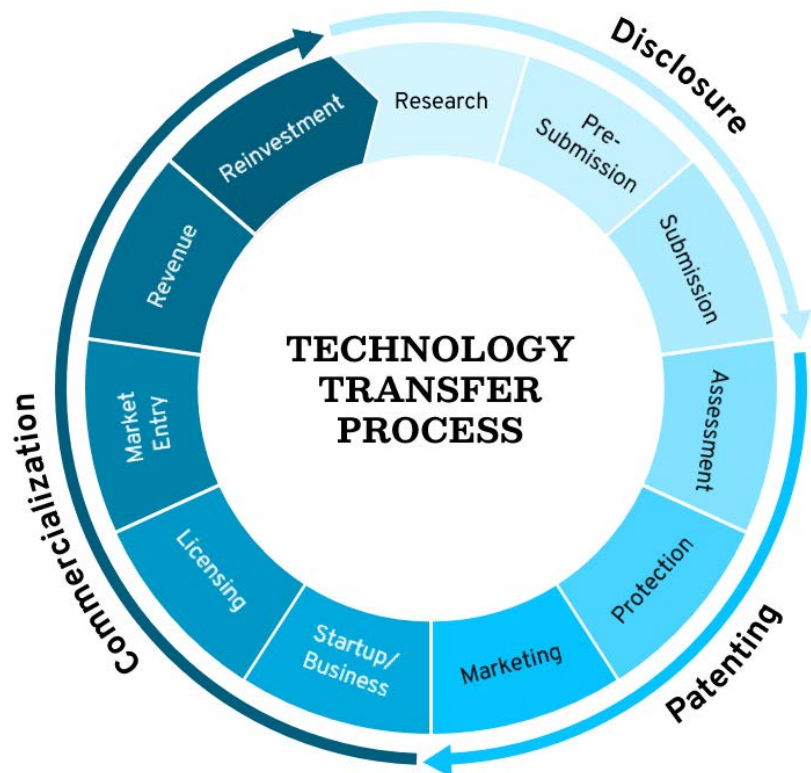 TECHNOLOGY
TRANSFER
PROCESS
Disclosure
Research
Pre-
Submission
Submission
Patenting
Assessment
Protection
Marketing
Commercialization
Startup/
Business
Licensing
Market
Entry
Revenue
Reinvestment